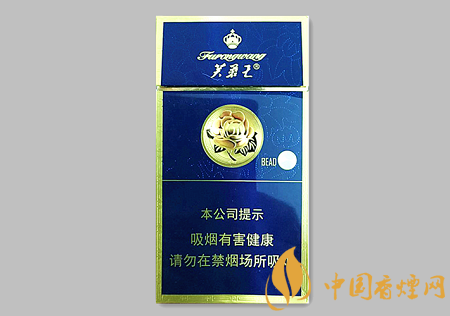 Furongwang
芙蓉王®
BEAD
本公司提示
吸烟有害健康
请勿在禁烟场所吸
中国香烟网